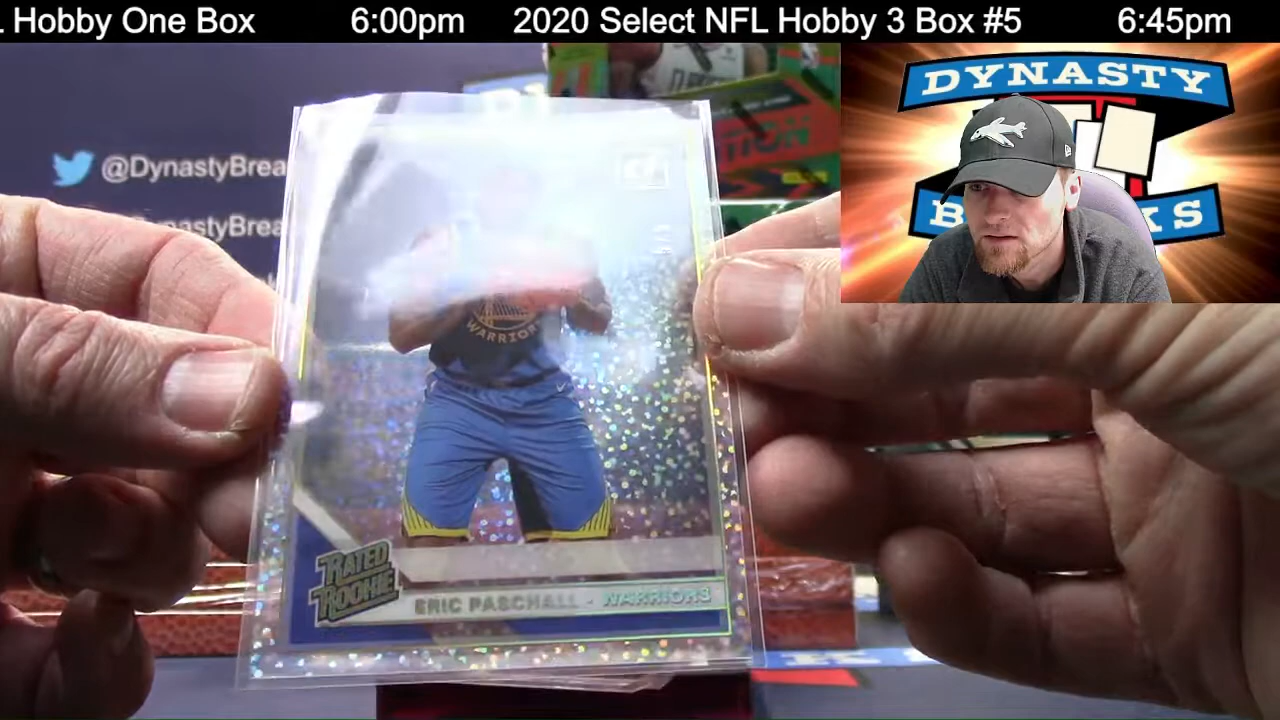 L Hobby One Box 6:00pm 2020 Select NFL Hobby 3 Box #5 6:45pm
DYNASTY
@DynastyBrea
nastyBrea
WARRIORS
RATED
ROOKIE
ERIC PASCHALL - WARRIORS